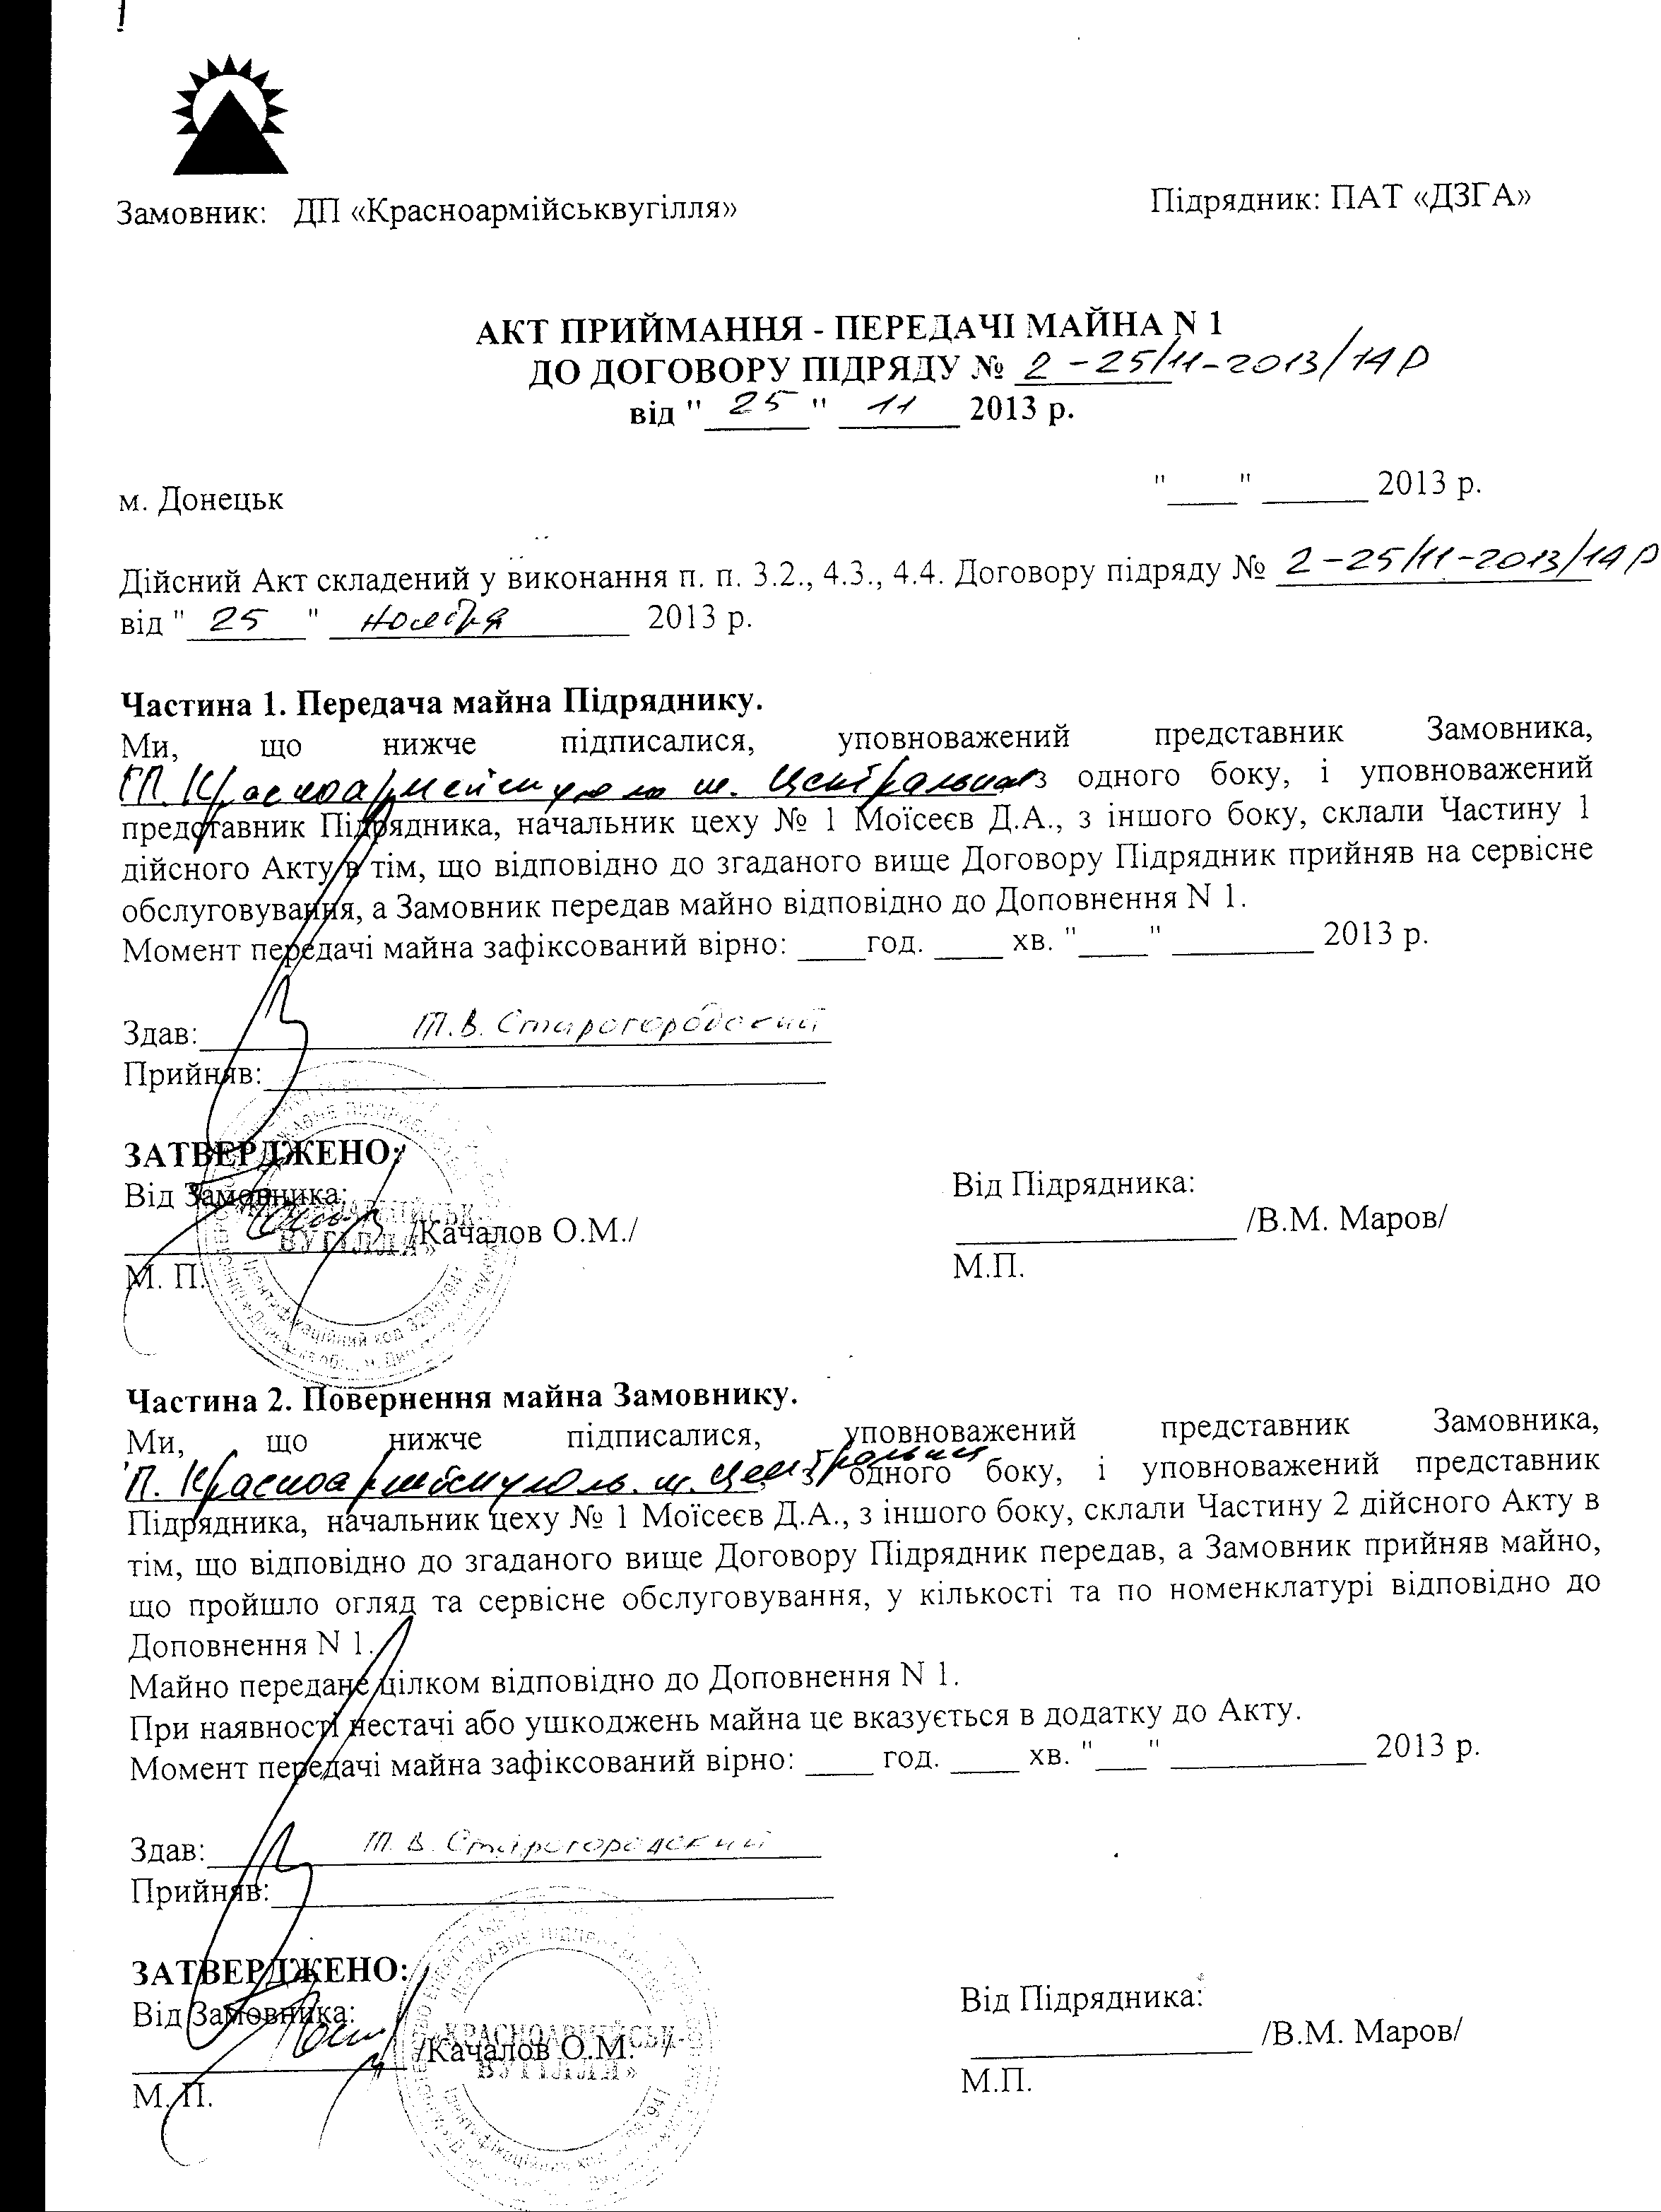 Замовник: ДП «Красноармійськвугілля»
Підрядник: ПАТ «ДЗГА»
АКТ ПРИЙМАННЯ - ПЕРЕДАЧІ МАЙНА N 1
ДО ДОГОВОРУ ПІДРЯДУ № 2-25/11-2013/14Р
від "25" 11 2013 р.
м. Донецьк
"____" ______ 2013 р.
Дійсний Акт складений у виконання п. п. 3.2., 4.3., 4.4. Договору підряду № 2-25/11-2013/14Р
від "25" ноября 2013 р.
Частина 1. Передача майна Підряднику.
Ми, що нижче підписалися, уповноважений представник Замовника,
ГП. Красноармейскуголь ш. Центральная з одного боку, і уповноважений
представник Підрядника, начальник цеху № 1 Моїсеєв Д.А., з іншого боку, склали Частину 1
дійсного Акту в тім, що відповідно до згаданого вище Договору Підрядник прийняв на сервісне
обслуговування, а Замовник передав майно відповідно до Доповнення N 1.
Момент передачі майна зафіксований вірно: ____год. ____ хв. "____" ________ 2013 р.
Здав: Т.В. Старогородский
Прийняв:
ЗАТВЕРДЖЕНО:
Від Замовника:
/Качалов О.М./
М. П.
Від Підрядника:
/В.М. Маров/
М.П.
ВУГІЛЛЯ»
Частина 2. Повернення майна Замовнику.
Ми, що нижче підписалися, уповноважений представник Замовника,
П. Красноармейскуголь. ш. Централь, з одного боку, і уповноважений представник
Підрядника, начальник цеху № 1 Моїсеєв Д.А., з іншого боку, склали Частину 2 дійсного Акту в
тім, що відповідно до згаданого вище Договору Підрядник передав, а Замовник прийняв майно,
що пройшло огляд та сервісне обслуговування, у кількості та по номенклатурі відповідно до
Доповнення N 1.
Майно передане цілком відповідно до Доповнення N 1.
При наявності нестачі або ушкоджень майна це вказується в додатку до Акту.
Момент передачі майна зафіксований вірно: ____ год. ____ хв. "___" ___________ 2013 р.
Здав: Т.В. Старогородский
Прийняв:
ЗАТВЕРДЖЕНО:
Від Замовника:
/Качалов О.М. /
М. П.
Від Підрядника:
/В.М. Маров/
М.П.
«КРАСНОАРМІЙСЬК-
ВУГІЛЛЯ»